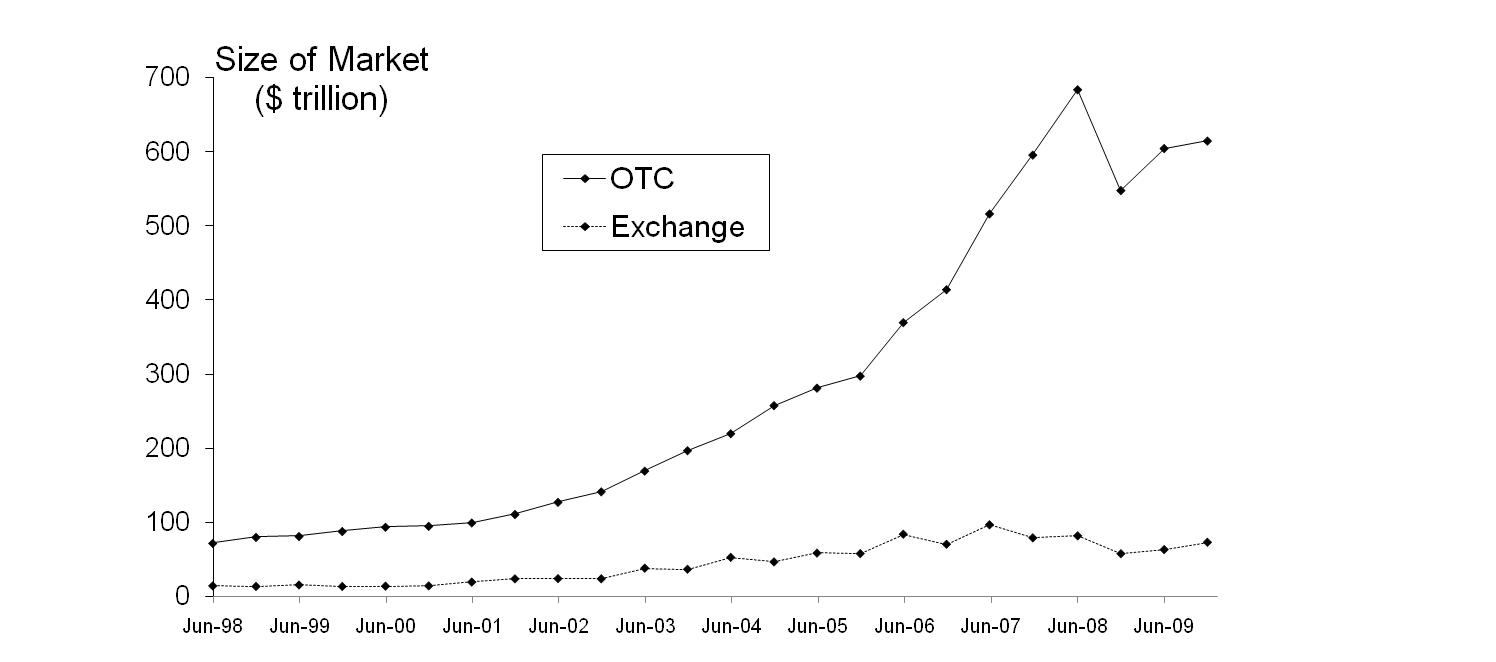 Size of Market
($ trillion)
700
600
500
400
300
200
100
0
OTC
Exchange
Jun-98 Jun-99 Jun-00 Jun-01 Jun-02 Jun-03 Jun-04 Jun-05 Jun-06 Jun-07 Jun-08 Jun-09